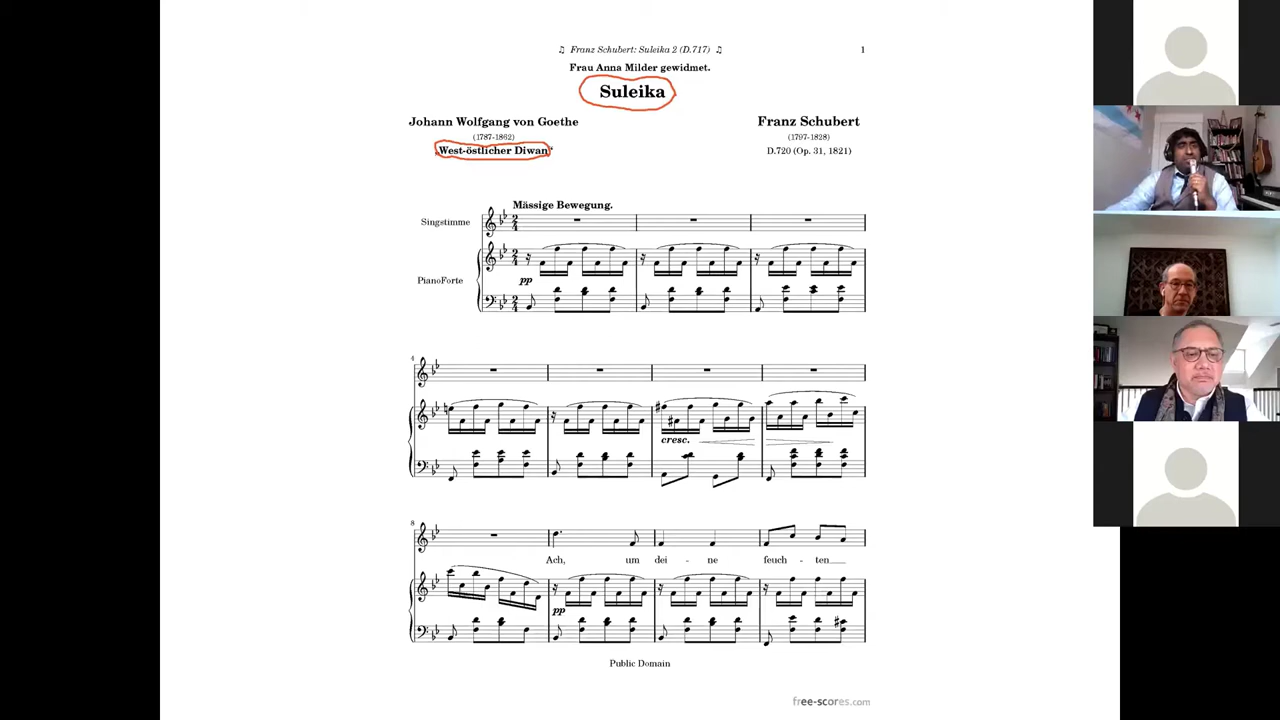 ♫ Franz Schubert: Suleika 2 (D.717) ♫
1
Frau Anna Milder gewidmet.
Suleika
Johann Wolfgang von Goethe
Franz Schubert
(1787-1862)
(1797-1828)
„West-östlicher Diwan“
D.720 (Op. 31, 1821)
Mässige Bewegung.
Singstimme
PianoForte
pp
4
cresc.
8
Ach, um dei - ne feuch - ten
pp
Public Domain
free-scores.com